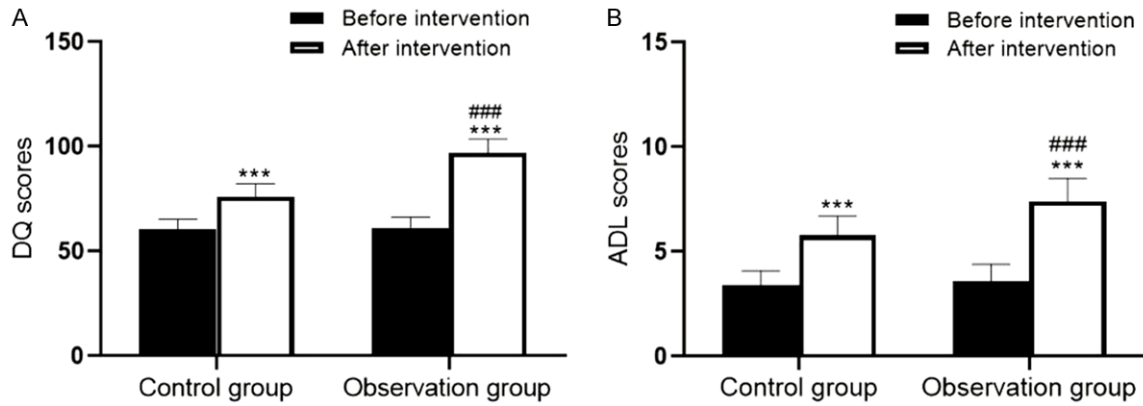 A
Before intervention
After intervention
DQ scores
150
100
50
0
***
###
***
Control group
Observation group
B
Before intervention
After intervention
ADL scores
15
10
5
0
***
###
***
Control group
Observation group